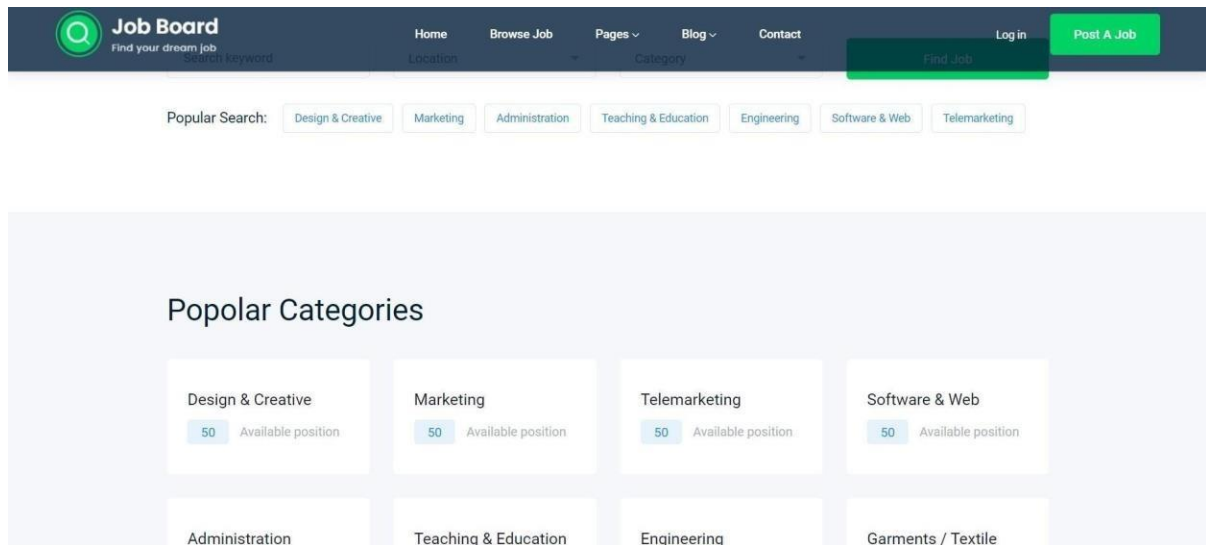 Job Board
Find your dream job
Home Browse Job Pages Blog Contact Log in Post A Job
Search keyword Location Category Find Job
Popular Search: Design & Creative Marketing Administration Teaching & Education Engineering Software & Web Telemarketing
Popolar Categories
Design & Creative Marketing Telemarketing Software & Web
50 Available position 50 Available position 50 Available position 50 Available position
Administration Teaching & Education Engineering Garments / Textile